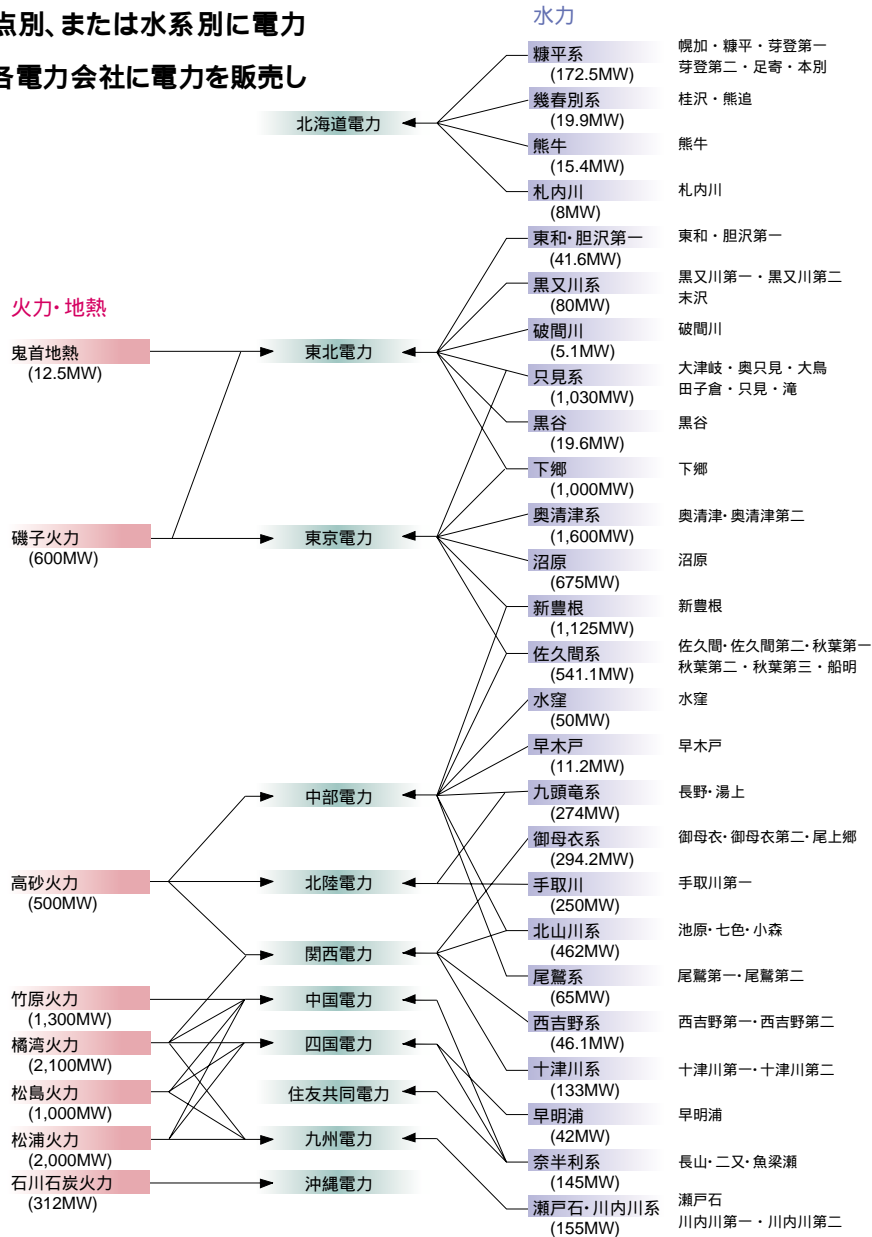 点別、または水系別に電力
各電力会社に電力を販売し
火力・地熱
鬼首地熱
(12.5MW)
磯子火力
(600MW)
高砂火力
(500MW)
竹原火力
(1,300MW)
橘湾火力
(2,100MW)
松島火力
(1,000MW)
松浦火力
(2,000MW)
石川石炭火力
(312MW)
北海道電力
東北電力
東京電力
中部電力
北陸電力
関西電力
中国電力
四国電力
住友共同電力
九州電力
沖縄電力
水力
糠平系
(172.5MW)
幌加・糠平・芽登第一
芽登第二・足寄・本別
幾春別系
(19.9MW)
桂沢・熊追
熊牛
(15.4MW)
熊牛
札内川
(8MW)
札内川
東和・胆沢第一
(41.6MW)
東和・胆沢第一
黒又川系
(80MW)
黒又川第一・黒又川第二
末沢
破間川
(5.1MW)
破間川
只見系
(1,030MW)
大津岐・奥只見・大鳥
田子倉・只見・滝
黒谷
(19.6MW)
黒谷
下郷
(1,000MW)
下郷
奥清津系
(1,600MW)
奥清津・奥清津第二
沼原
(675MW)
沼原
新豊根
(1,125MW)
新豊根
佐久間系
(541.1MW)
佐久間・佐久間第二・秋葉第一
秋葉第二・秋葉第三・船明
水窪
(50MW)
水窪
早木戸
(11.2MW)
早木戸
九頭竜系
(274MW)
長野・湯上
御母衣系
(294.2MW)
御母衣・御母衣第二・尾上郷
手取川
(250MW)
手取川第一
北山川系
(462MW)
池原・七色・小森
尾鷲系
(65MW)
尾鷲第一・尾鷲第二
西吉野系
(46.1MW)
西吉野第一・西吉野第二
十津川系
(133MW)
十津川第一・十津川第二
早明浦
(42MW)
早明浦
奈半利系
(145MW)
長山・二又・魚梁瀬
瀬戸石・川内川系
(155MW)
瀬戸石
川内川第一・川内川第二